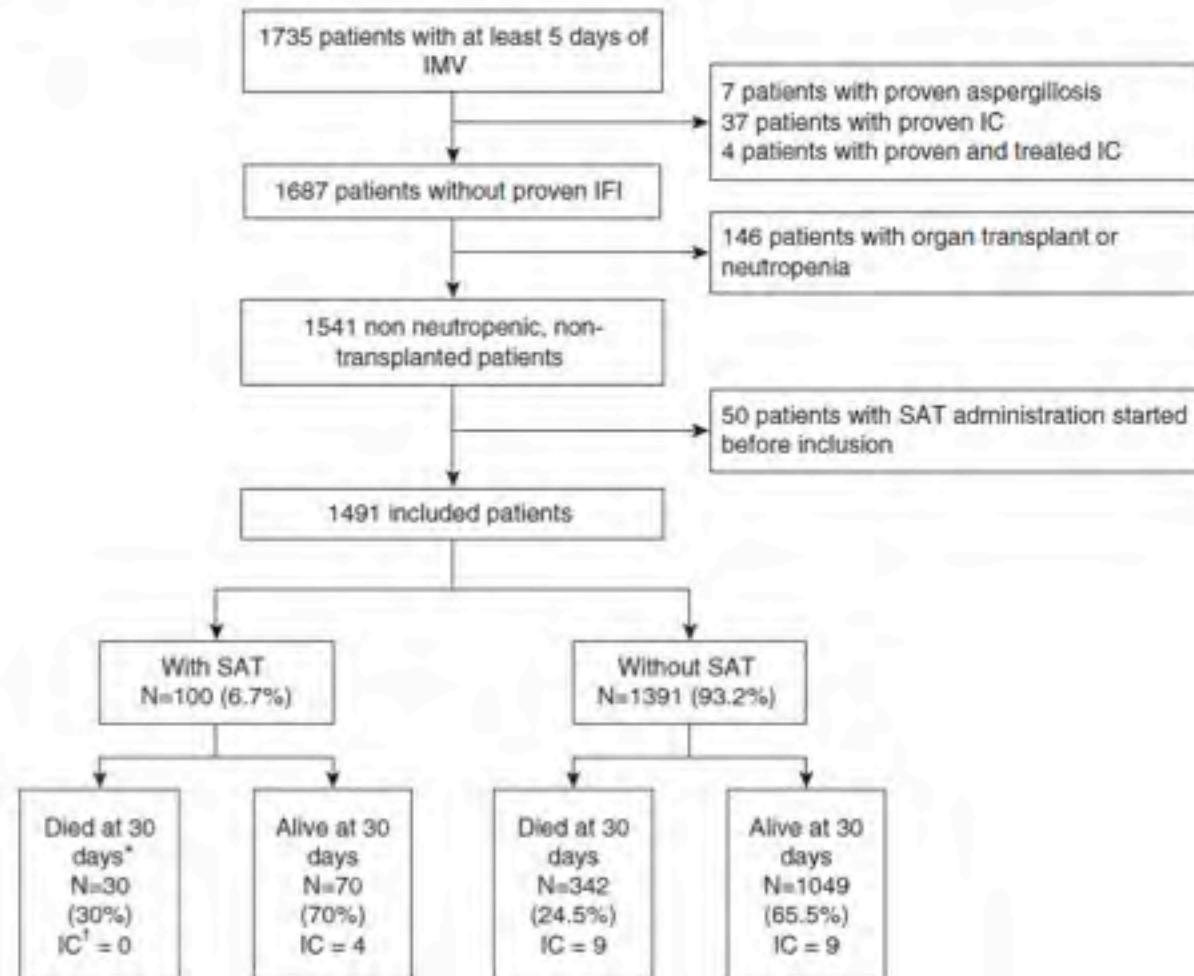 1735 patients with at least 5 days of
IMV
7 patients with proven aspergillosis
37 patients with proven IC
4 patients with proven and treated IC
1687 patients without proven IFI
146 patients with organ transplant or
neutropenia
1541 non neutropenic, non-
transplanted patients
50 patients with SAT administration started
before inclusion
1491 included patients
With SAT
N=100 (6.7%)
Without SAT
N=1391 (93.2%)
Died at 30
days*
N=30
(30%)
IC† = 0
Alive at 30
days
N=70
(70%)
IC = 4
Died at 30
days
N=342
(24.5%)
IC = 9
Alive at 30
days
N=1049
(65.5%)
IC = 9